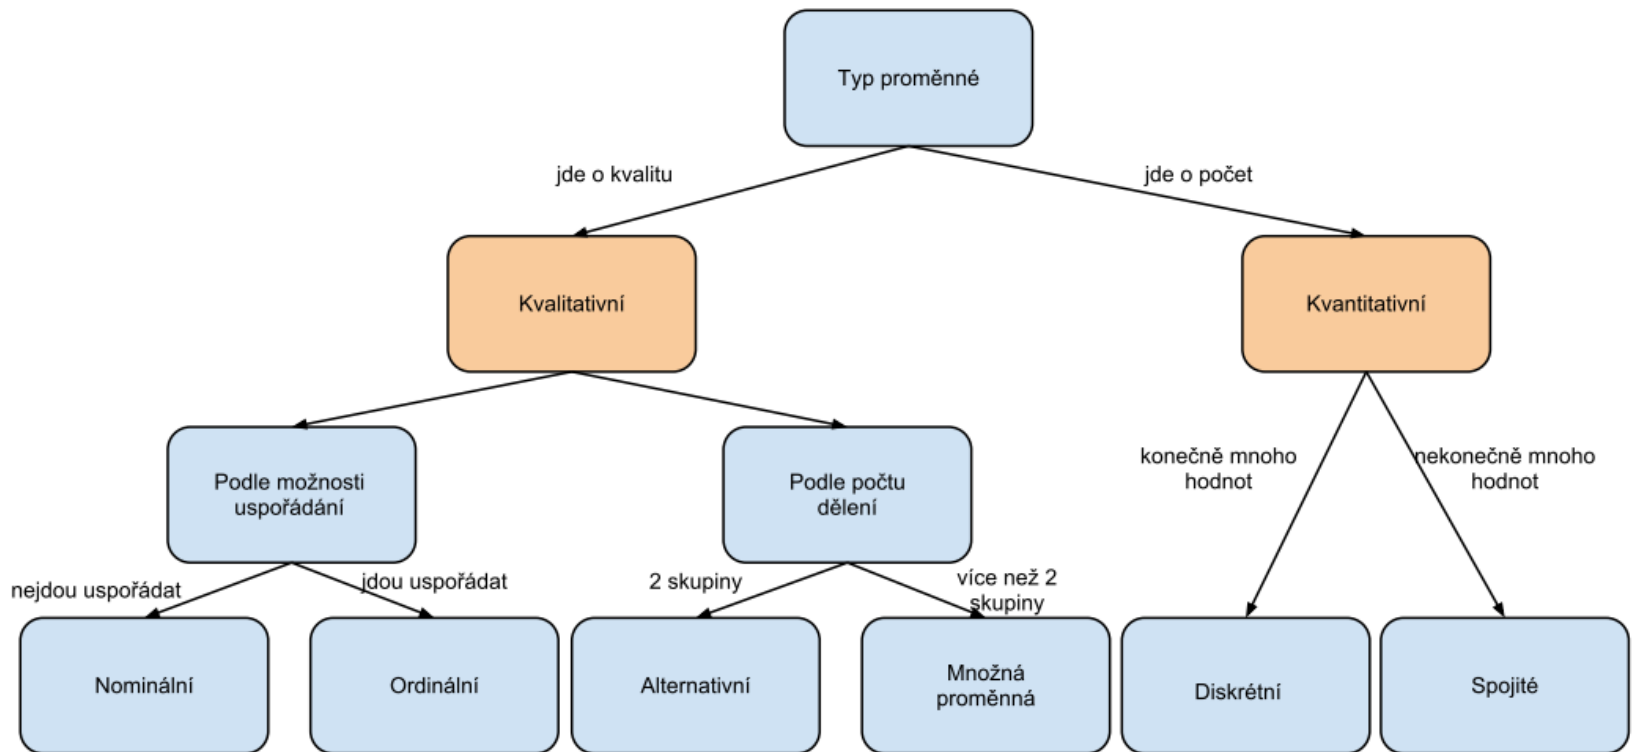 Typ proměnné
jde o kvalitu
jde o počet
Kvalitativní
Kvantitativní
Podle možnosti
uspořádání
Podle počtu
dělení
konečně mnoho
hodnot
nekonečně mnoho
hodnot
nejdou uspořádat
jdou uspořádat
2 skupiny
více než 2
skupiny
Nominální
Ordinální
Alternativní
Množná
proměnná
Diskrétní
Spojité